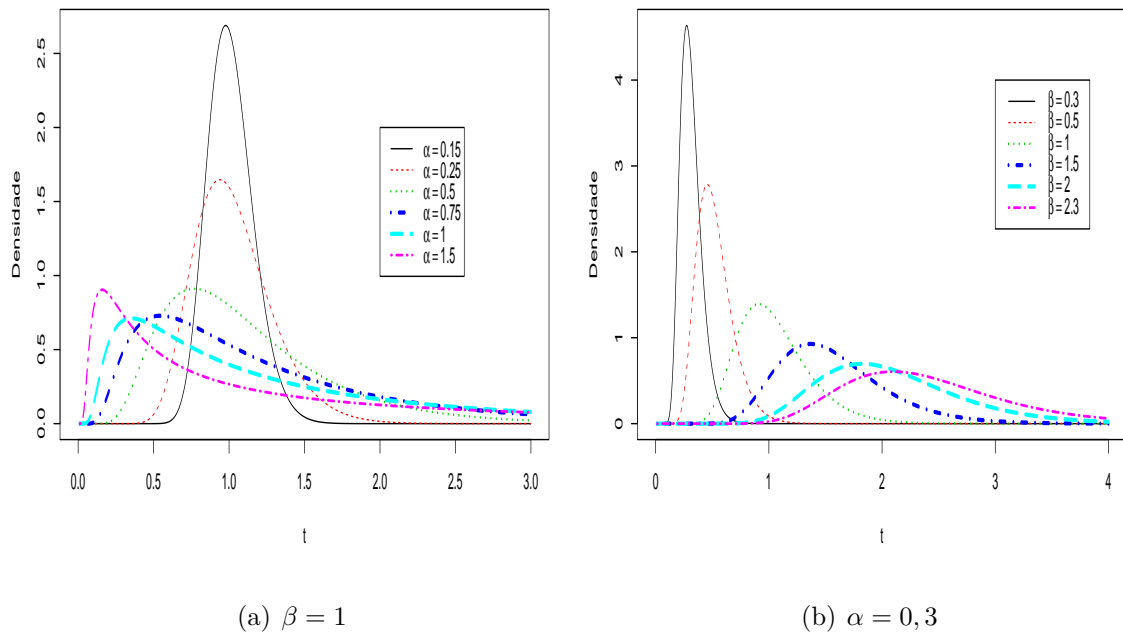 Densidade
2.5
2.0
1.5
1.0
0.5
0.0
α = 0.15
α = 0.25
α = 0.5
α = 0.75
α = 1
α = 1.5
0.0 0.5 1.0 1.5 2.0 2.5 3.0
t
(a) β = 1
Densidade
4
3
2
1
0
β = 0.3
β = 0.5
β = 1
β = 1.5
β = 2
β = 2.3
0 1 2 3 4
t
(b) α = 0, 3